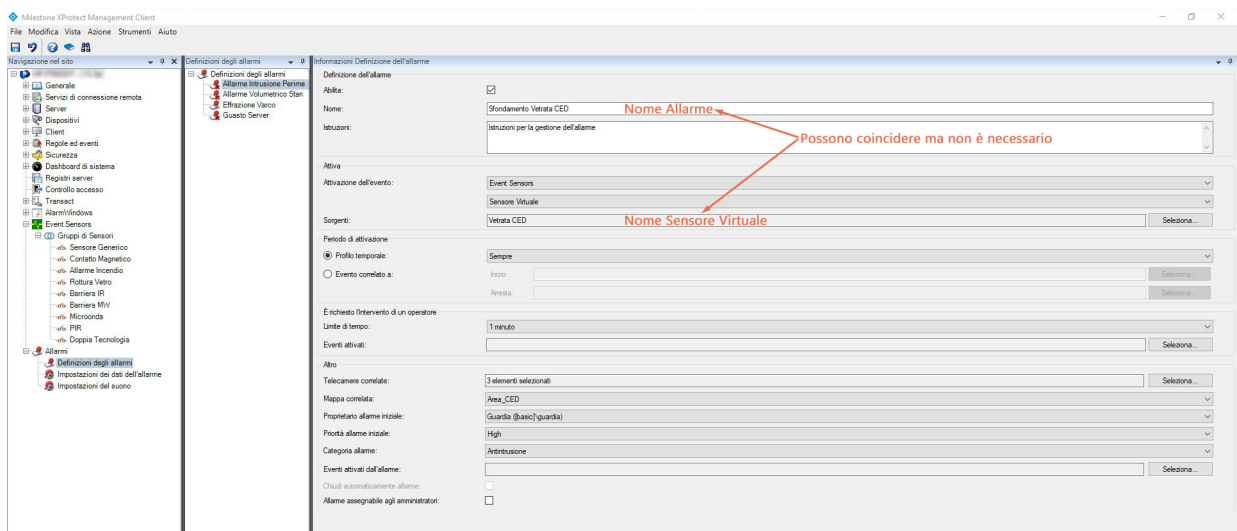 Milestone XProtect Management Client
File Modifica Vista Azione Strumenti Aiuto
Navigazione nel sito
Generale
Servizi di connessione remota
Server
Dispositivi
Client
Regole ed eventi
Sicurezza
Dashboard di sistema
Registri server
Controllo accesso
Transact
AlarmWindows
Event Sensors
Gruppi di Sensori
Sensore Generico
Contatto Magnetico
Allarme Incendio
Rottura Vetro
Barriera IR
Barriera MW
Microonda
PIR
Doppia Tecnologia
Allarmi
Definizioni degli allarmi
Impostazioni dei dati dell'allarme
Impostazioni del suono
Definizioni degli allarmi
Definizioni degli allarmi
Allarme Intrusione Perime
Allarme Volumetrico Stan
Effrazione Varco
Guasto Server
Informazioni Definizione dell'allarme
Definizione dell'allarme
Abilita:
Nome: Sfondamento Vetrata CED Nome Allarme
Istruzioni: Istruzioni per la gestione dell'allarme
Possono coincidere ma non è necessario
Attiva
Attivazione dell'evento: Event Sensors
Sensore Virtuale
Sorgenti: Vetrata CED Nome Sensore Virtuale Seleziona...
Periodo di attivazione
Profilo temporale: Sempre
Evento correlato a: Inizio: Seleziona...
Arresta: Seleziona...
È richiesto l'intervento di un operatore
Limite di tempo: 1 minuto
Eventi attivati: Seleziona...
Altro
Telecamere correlate: 3 elementi selezionati Seleziona...
Mappa correlata: Area_CED
Proprietario allarme iniziale: Guardia ([basic]\guardia)
Priorità allarme iniziale: High
Categoria allarme: Antintrusione
Eventi attivati dall'allarme: Seleziona...
Chiudi automaticamente allarme:
Allarme assegnabile agli amministratori: